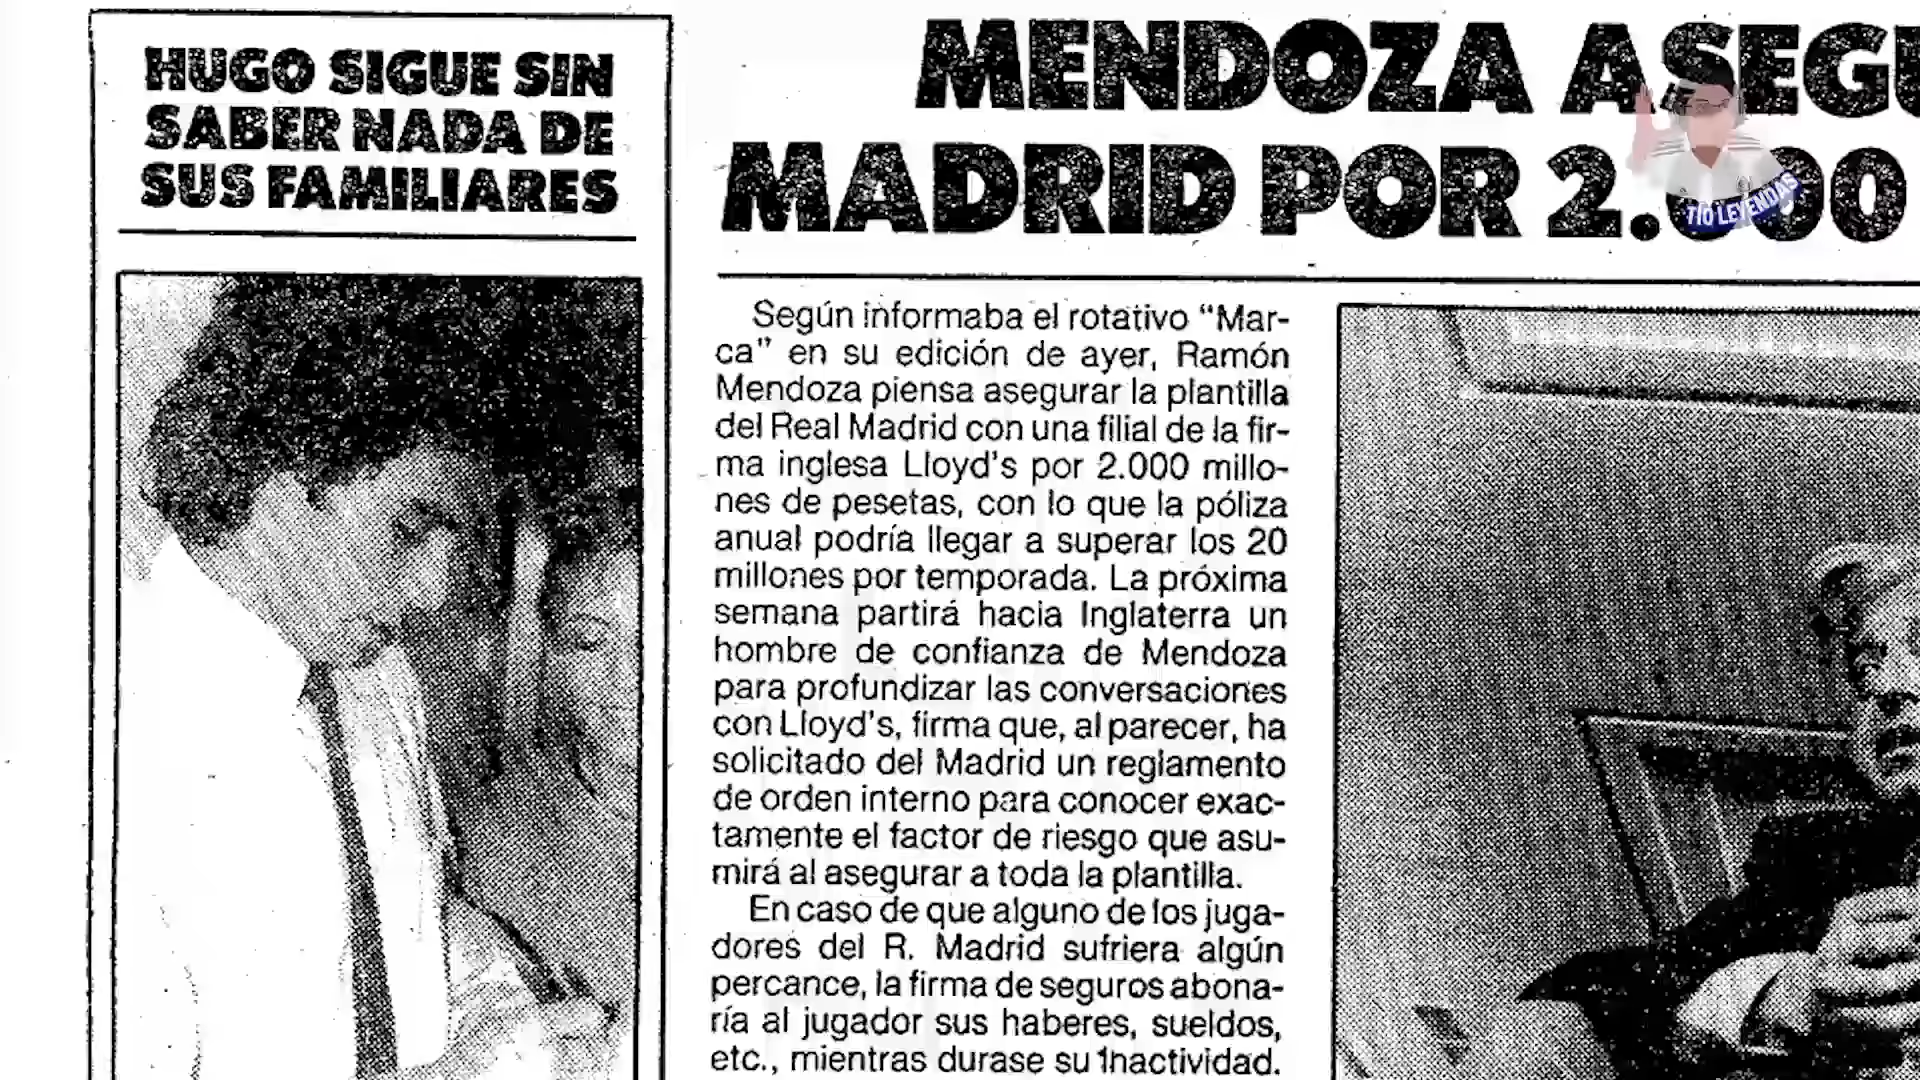 HUGO SIGUE SIN
SABER NADA DE
SUS FAMILIARES
MENDOZA ASEGU
MADRID POR 2.000
TÍO LEYENDAS
Según informaba el rotativo “Mar-
ca” en su edición de ayer, Ramón
Mendoza piensa asegurar la plantilla
del Real Madrid con una filial de la fir-
ma inglesa Lloyd's por 2.000 millo-
nes de pesetas, con lo que la póliza
anual podría llegar a superar los 20
millones por temporada. La próxima
semana partirá hacia Inglaterra un
hombre de confianza de Mendoza
para profundizar las conversaciones
con Lloyd's, firma que, al parecer, ha
solicitado del Madrid un reglamento
de orden interno para conocer exac-
tamente el factor de riesgo que asu-
mirá al asegurar a toda la plantilla.
En caso de que alguno de los juga-
dores del R. Madrid sufriera algún
percance, la firma de seguros abona-
ría al jugador sus haberes, sueldos,
etc., mientras durase su inactividad.